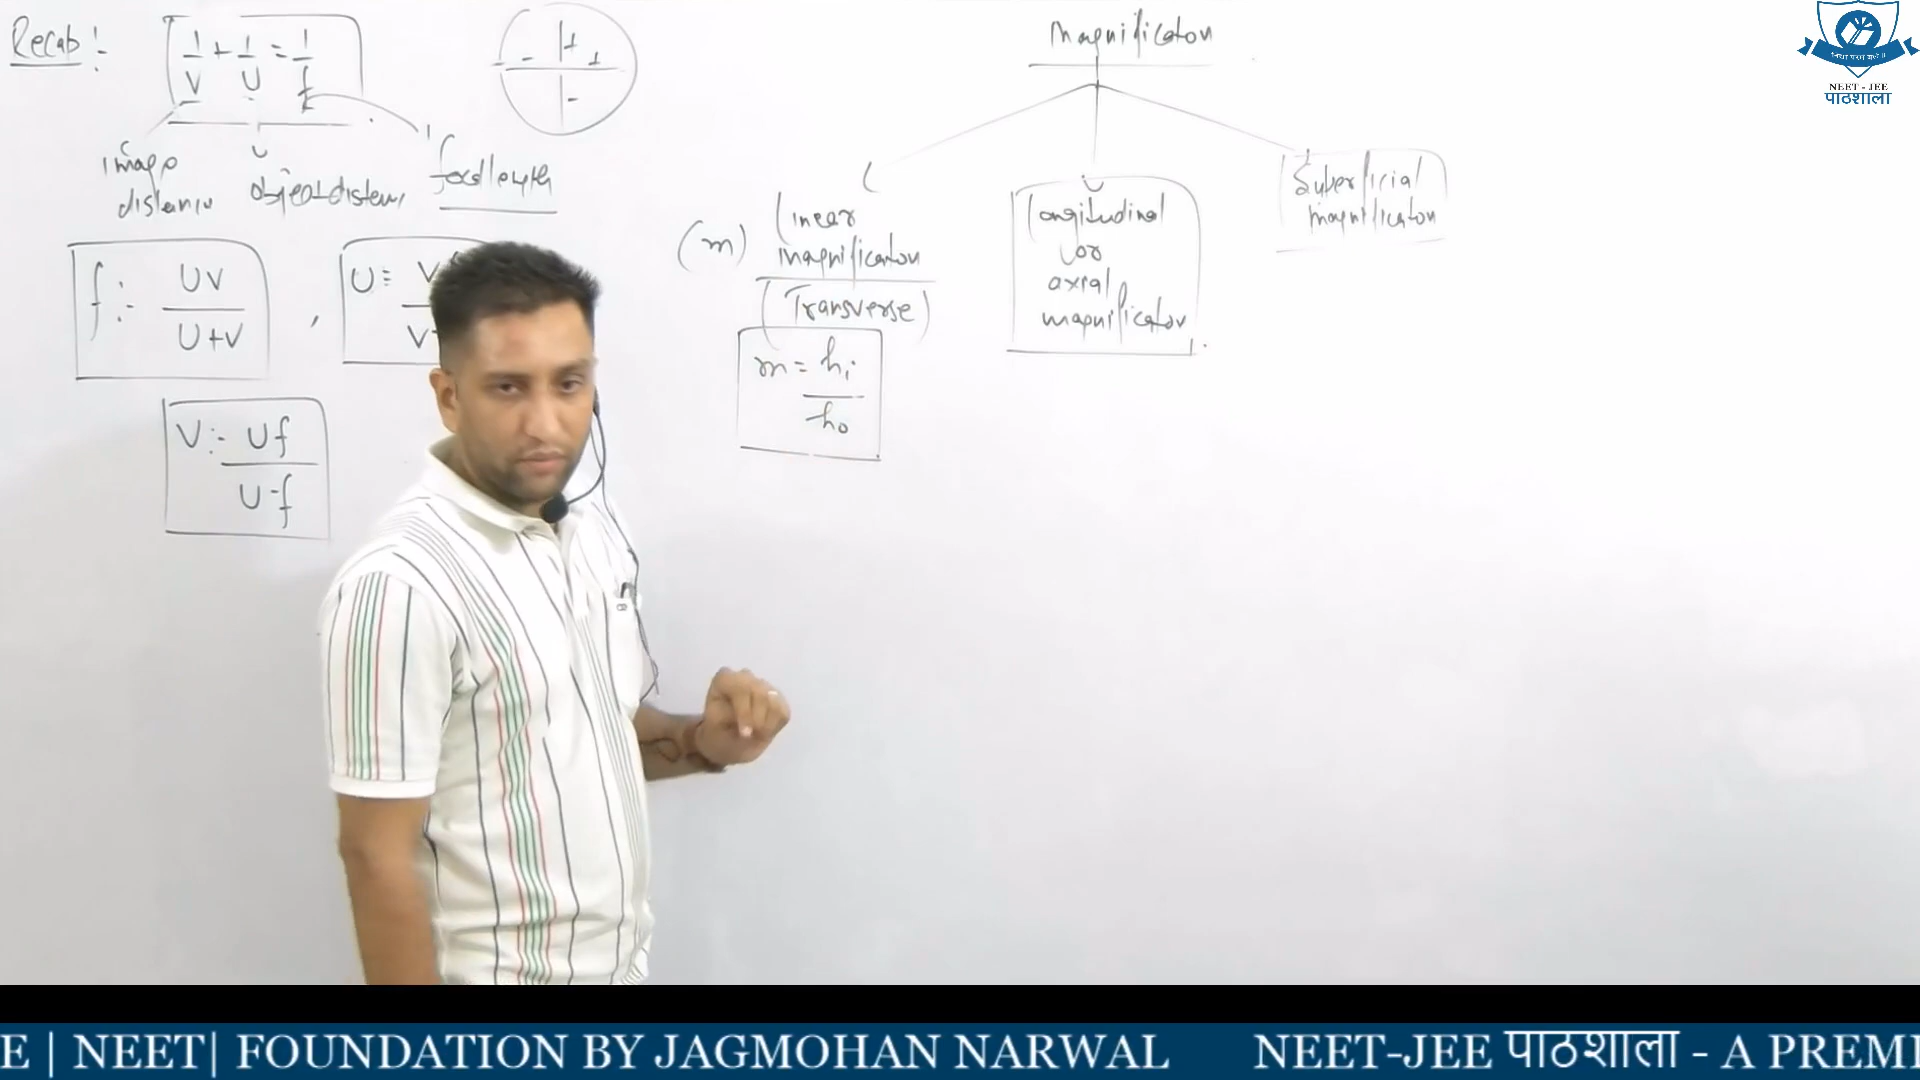 Recab :-
1/V + 1/U = 1/f
+
- +
-
image
distance
object distance
focal length
f :- UV / U+V
,
U =
V :- Uf / U-f
Magnification
(m)
Linear
magnification
(Transverse)
m = hi / ho
Longitudinal
or
axial
magnification
Superficial
magnification
NEET - JEE
पाठशाला
E | NEET| FOUNDATION BY JAGMOHAN NARWAL NEET-JEE पाठशाला - A PREMI